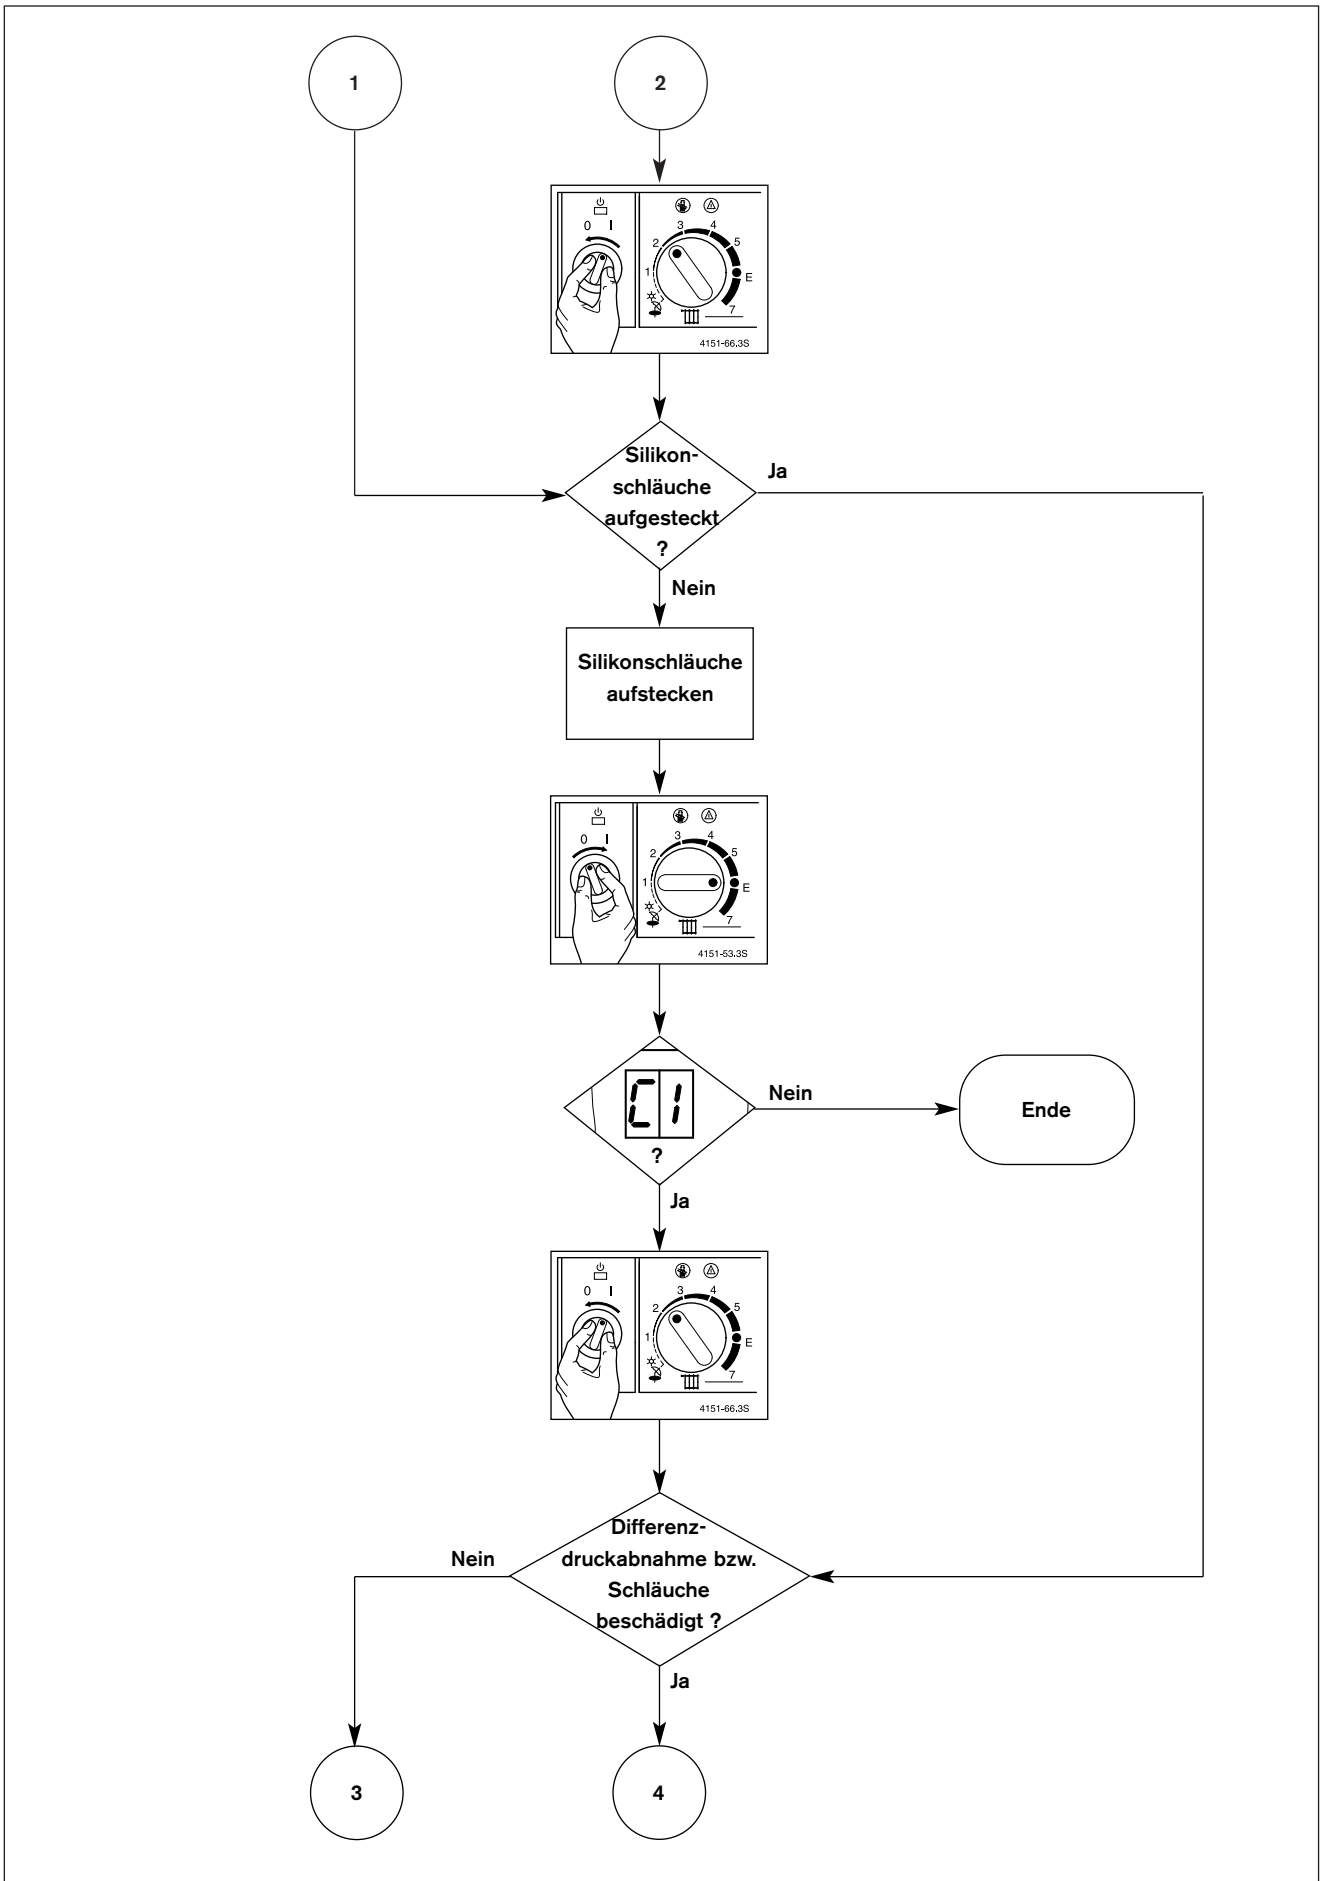 1
2
0 I
3 4
2 5
1 E
7
4151-66.3S
Silikon-
schläuche
aufgesteckt
?
Ja
Nein
Silikonschläuche
aufstecken
0 I
3 4
2 5
1 E
7
4151-53.3S
C1
?
Nein
Ende
Ja
0 I
3 4
2 5
1 E
7
4151-66.3S
Differenz-
druckabnahme bzw.
Schläuche
beschädigt ?
Nein
Ja
3
4